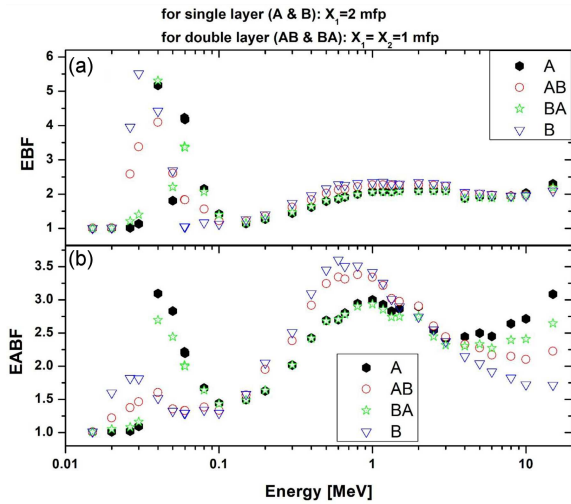 for single layer (A & B): X₁=2 mfp
for double layer (AB & BA): X₁= X₂=1 mfp
(a)
EBF
6
5
4
3
2
1
A
AB
BA
B
(b)
EABF
3.5
3.0
2.5
2.0
1.5
1.0
A
AB
BA
B
0.01
0.1
1
10
Energy [MeV]